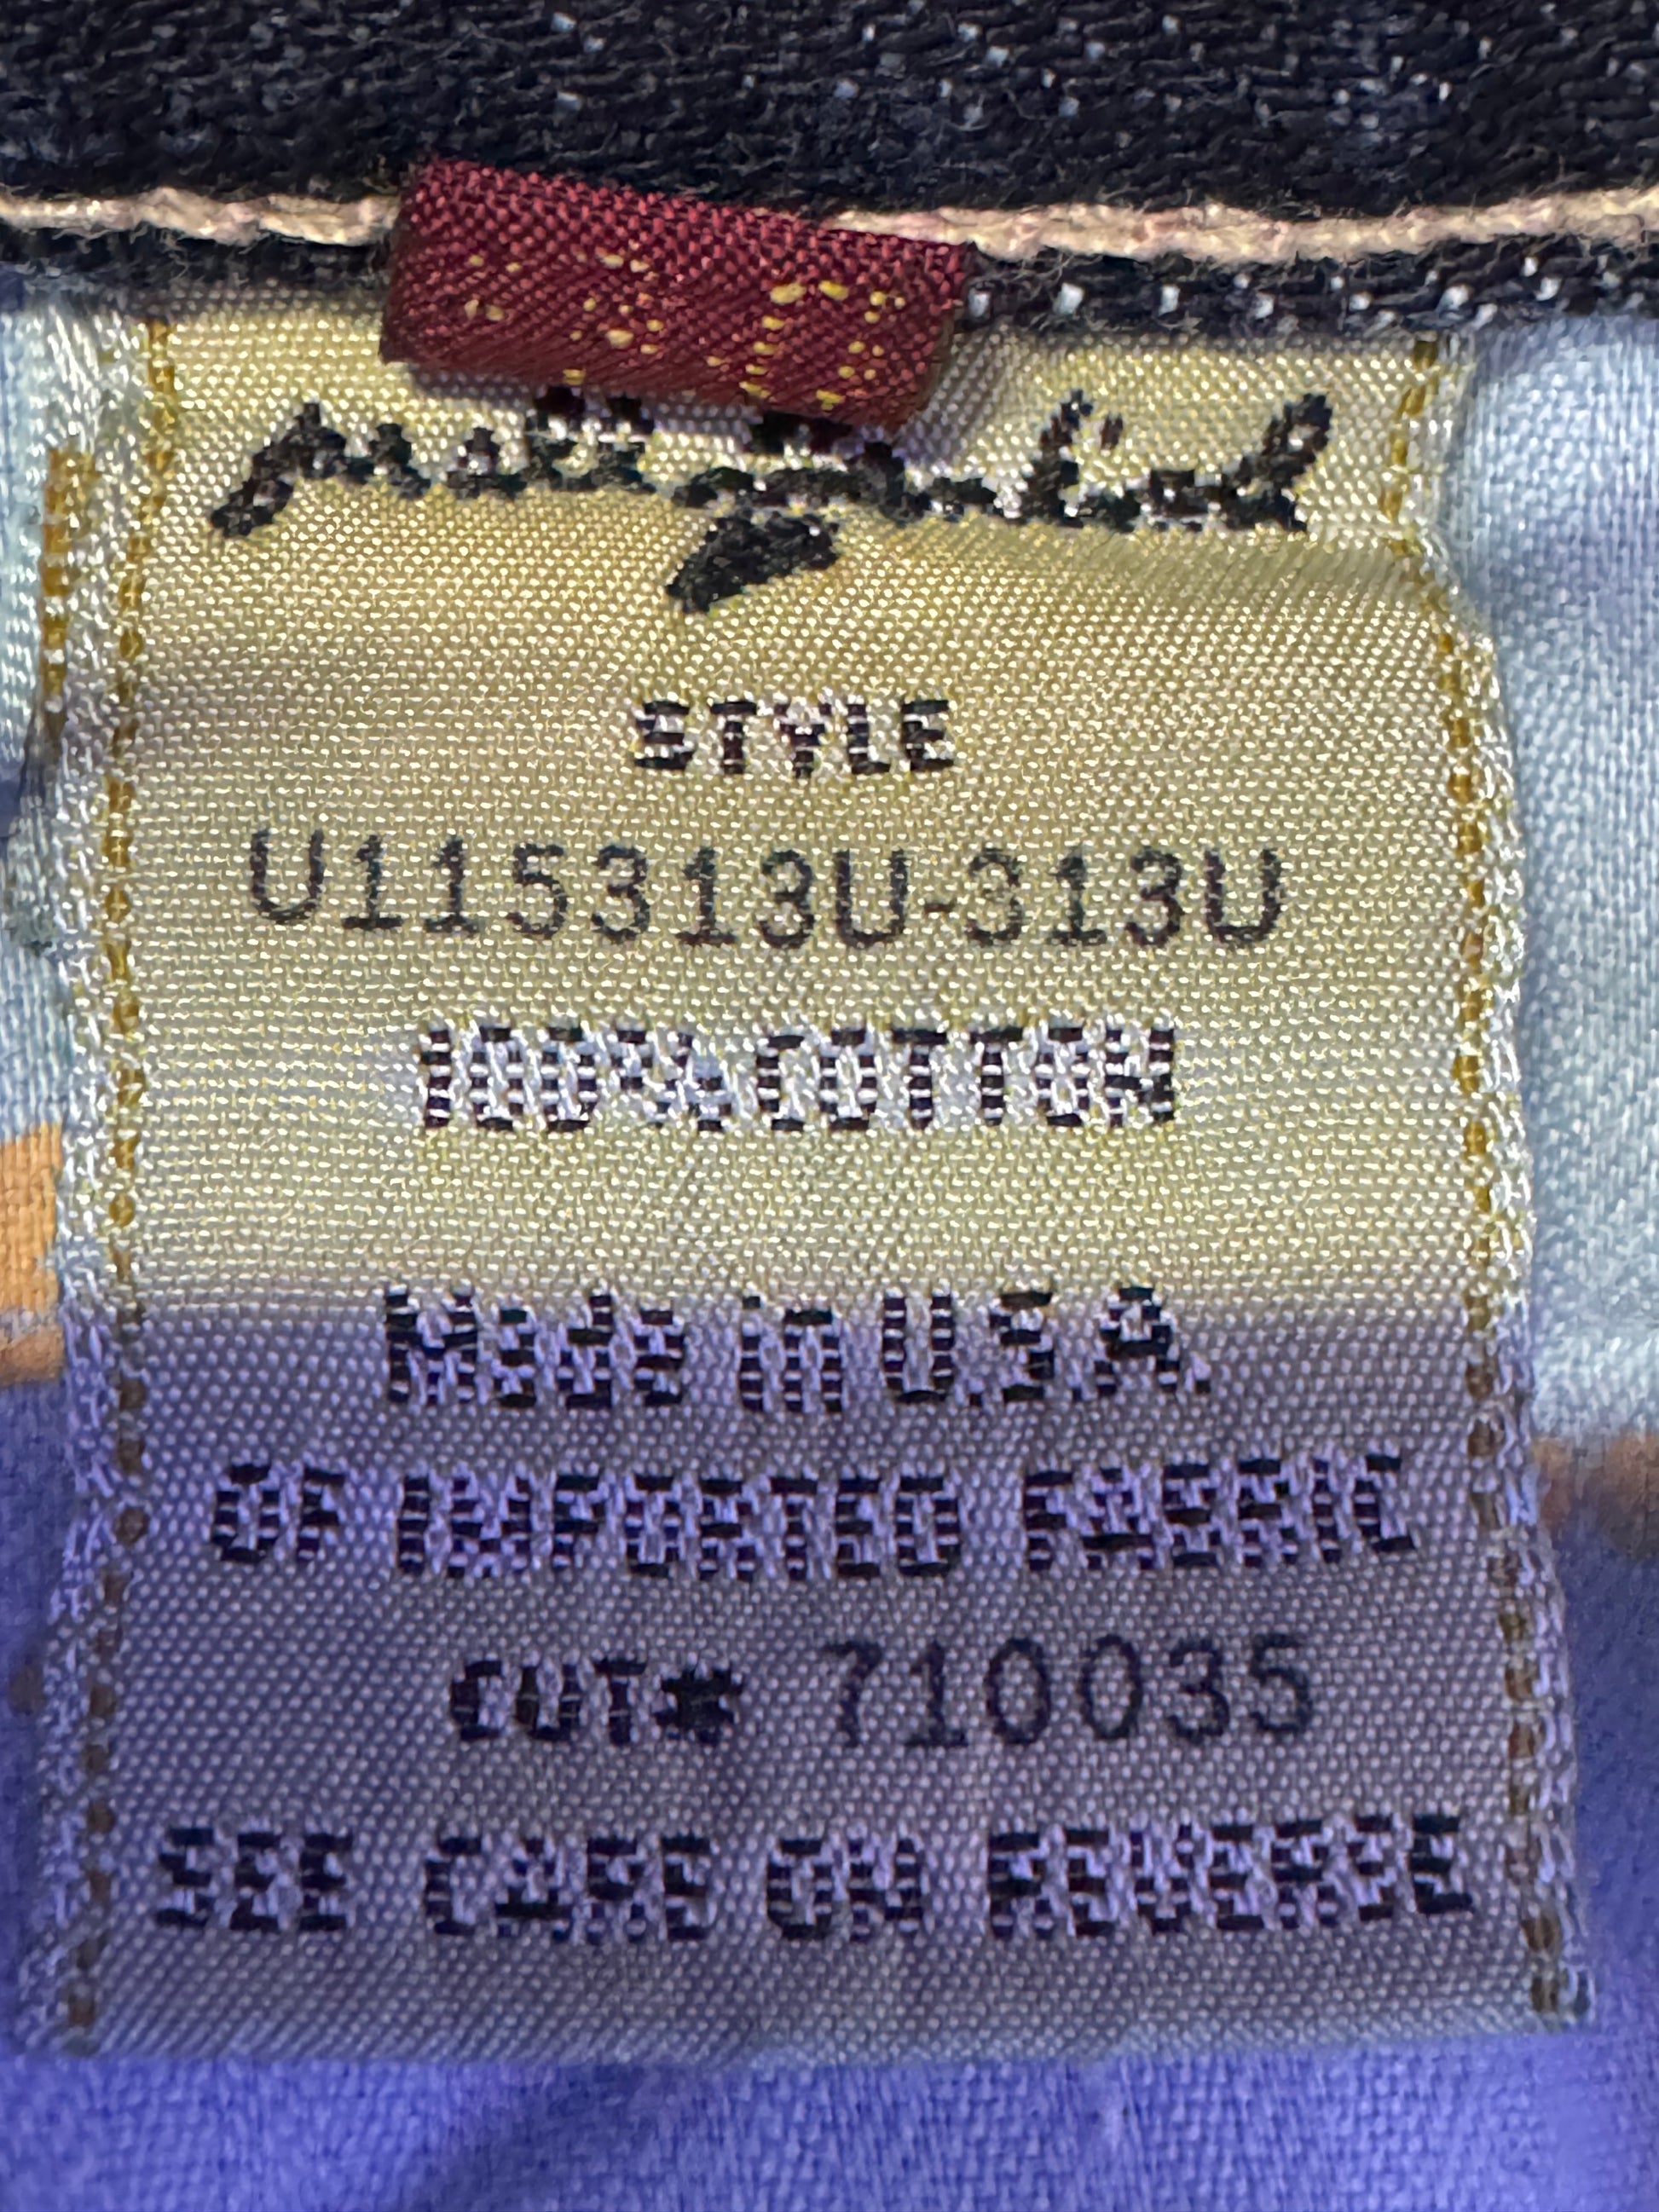 STYLE
U115313U-313U
100% COTTON
Made in U.S.A.
OF IMPORTED FABRIC
CUT# 710035
SEE CARE ON REVERSE